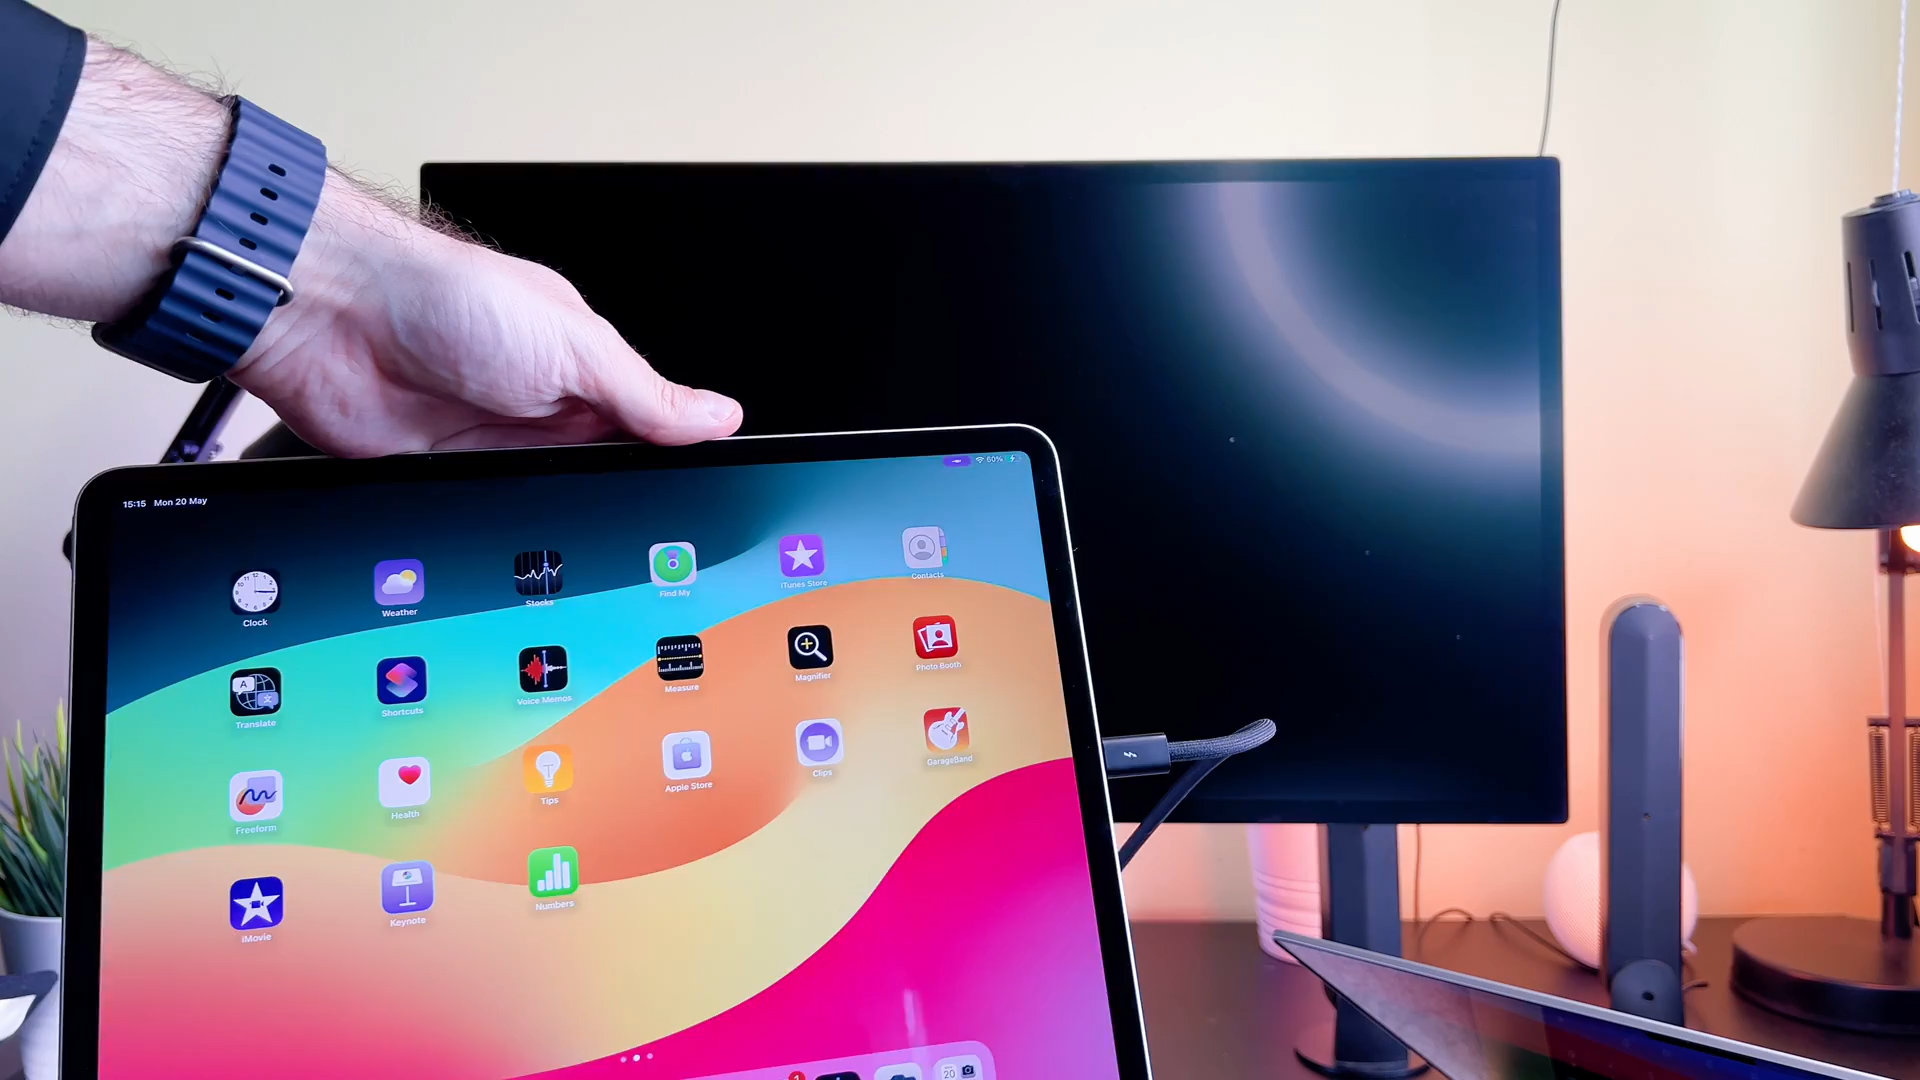 15:15 Mon 20 May
60%
Clock
Weather
Stocks
Find My
iTunes Store
Contacts
Translate
Shortcuts
Voice Memos
Measure
Magnifier
Photo Booth
Freeform
Health
Tips
Apple Store
Clips
GarageBand
iMovie
Keynote
Numbers
20